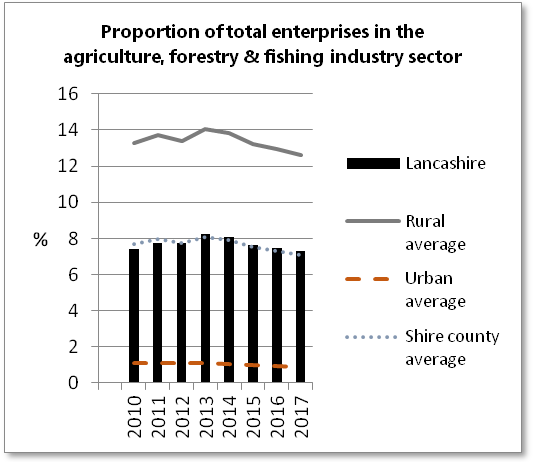 Proportion of total enterprises in the
agriculture, forestry & fishing industry sector
16
14
12
10
8
6
4
2
0
%
2010
2011
2012
2013
2014
2015
2016
2017
Lancashire
Rural
average
Urban
average
Shire county
average